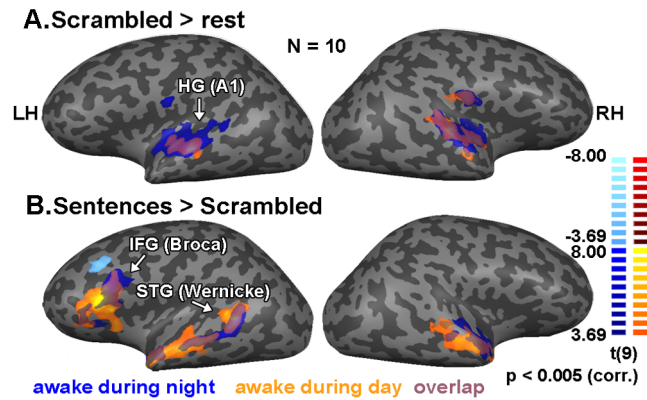 A.Scrambled > rest
N = 10
HG (A1)
LH
RH
-8.00
-3.69
8.00
3.69
t(9)
p < 0.005 (corr.)
B.Sentences > Scrambled
IFG (Broca)
STG (Wernicke)
awake during night awake during day overlap